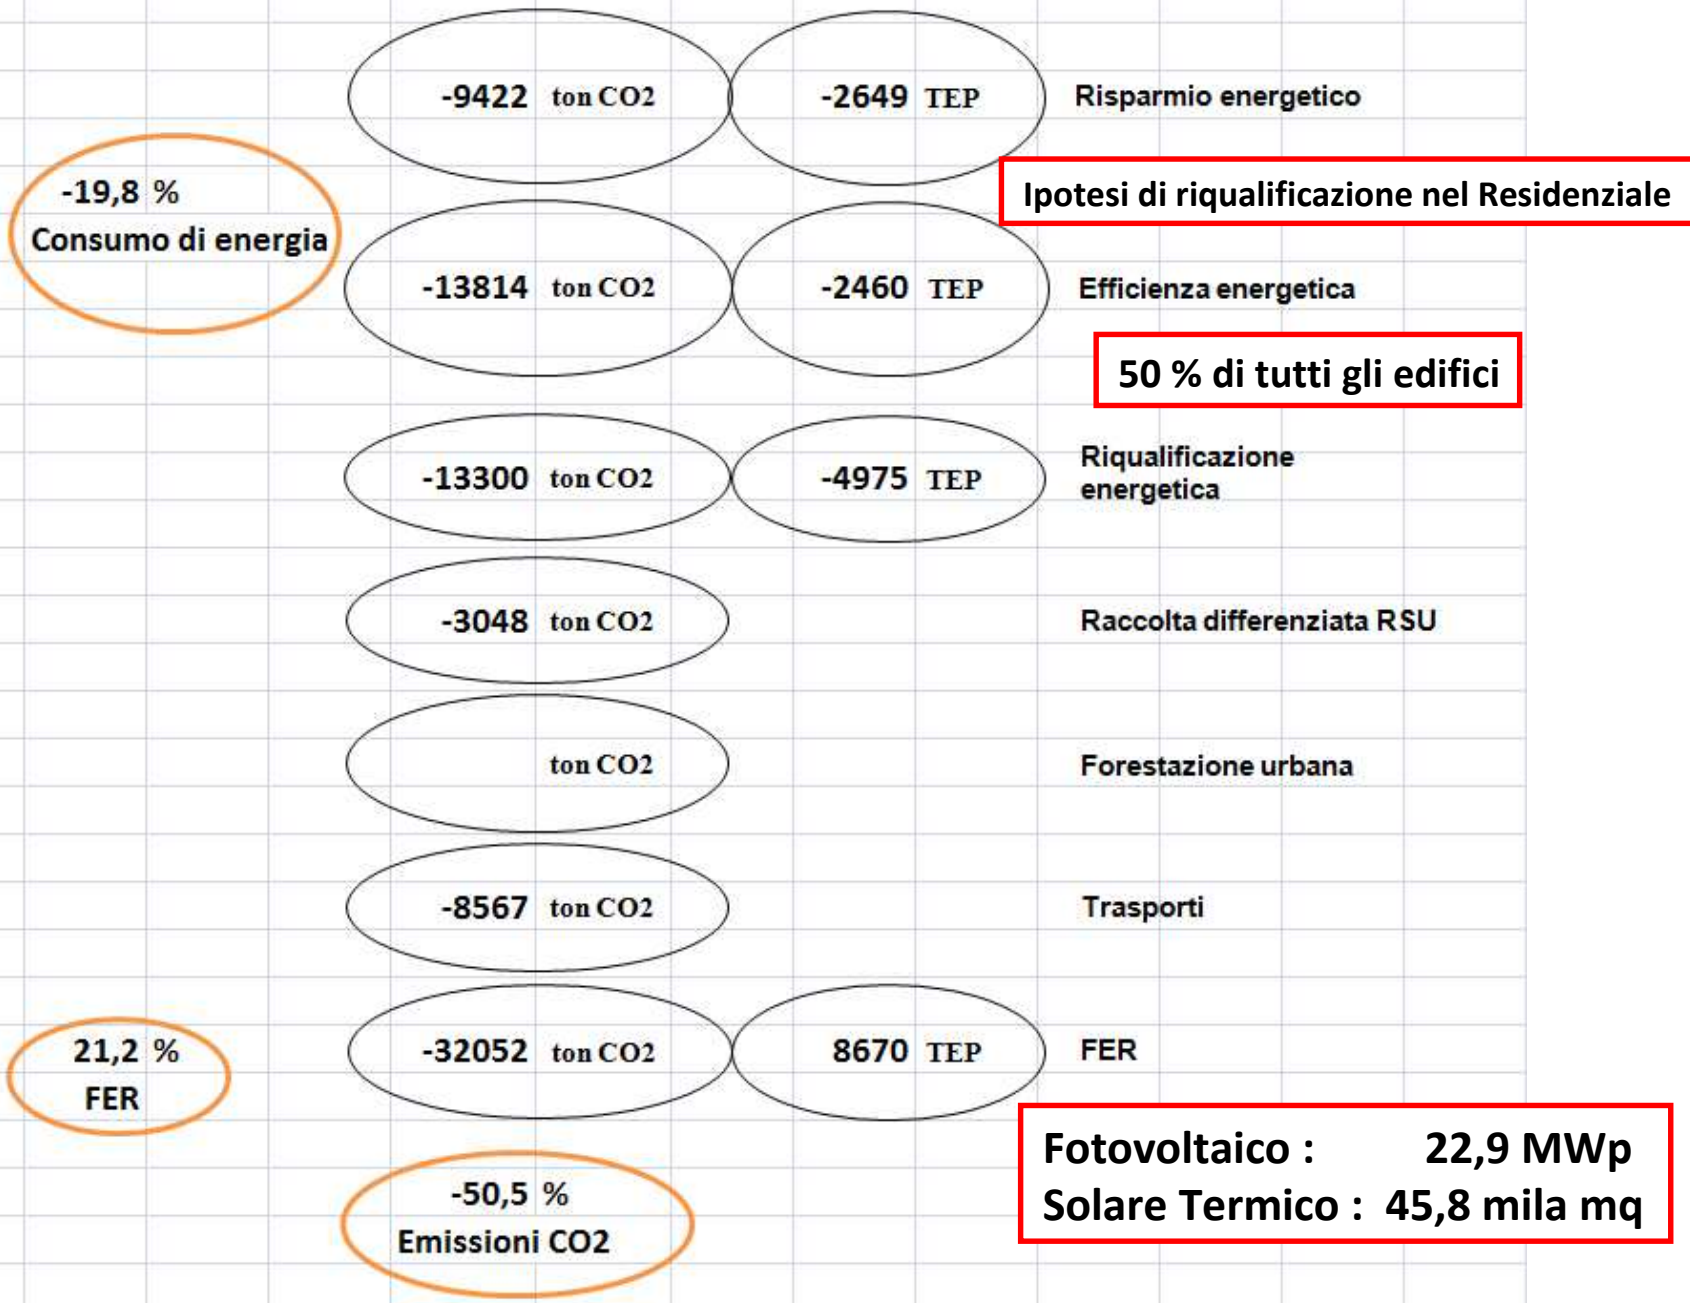 -9422 ton CO2 -2649 TEP Risparmio energetico
-19,8 %
Consumo di energia
Ipotesi di riqualificazione nel Residenziale
-13814 ton CO2 -2460 TEP Efficienza energetica
50 % di tutti gli edifici
-13300 ton CO2 -4975 TEP Riqualificazione
energetica
-3048 ton CO2 Raccolta differenziata RSU
ton CO2 Forestazione urbana
-8567 ton CO2 Trasporti
21,2 %
FER
-32052 ton CO2 8670 TEP FER
Fotovoltaico : 22,9 MWp
Solare Termico : 45,8 mila mq
-50,5 %
Emissioni CO2